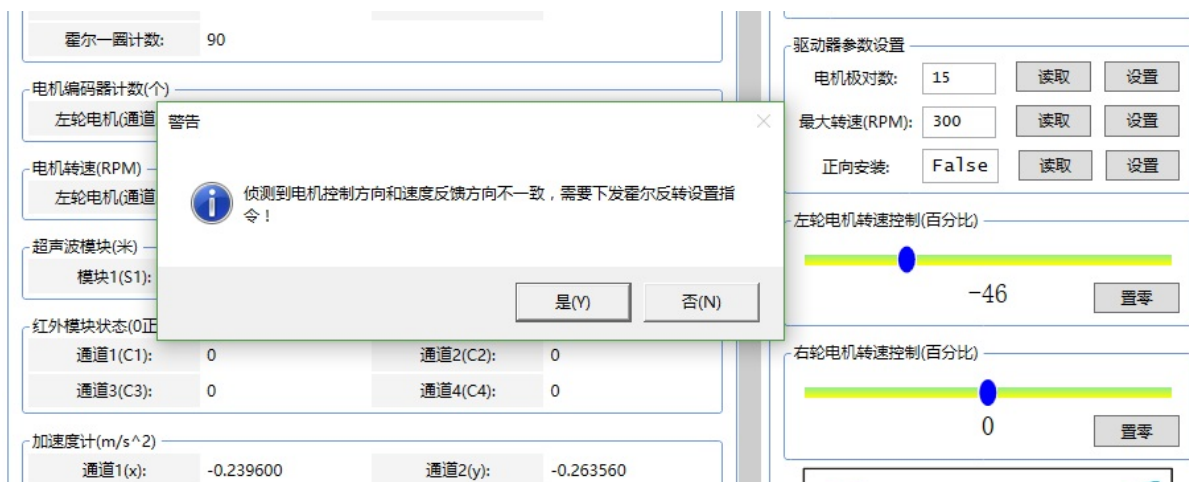 霍尔一圈计数: 90
电机编码器计数(个)
左轮电机(通道
电机转速(RPM)
左轮电机(通道
超声波模块(米)
模块1(S1):
红外模块状态(0正
通道1(C1): 0 通道2(C2): 0
通道3(C3): 0 通道4(C4): 0
加速度计(m/s^2)
通道1(x): -0.239600 通道2(y): -0.263560
警告
侦测到电机控制方向和速度反馈方向不一致，需要下发霍尔反转设置指
令！
是(Y) 否(N)
驱动器参数设置
电机极对数: 15 读取 设置
最大转速(RPM): 300 读取 设置
正向安装: False 读取 设置
左轮电机转速控制(百分比)
-46 置零
右轮电机转速控制(百分比)
0 置零